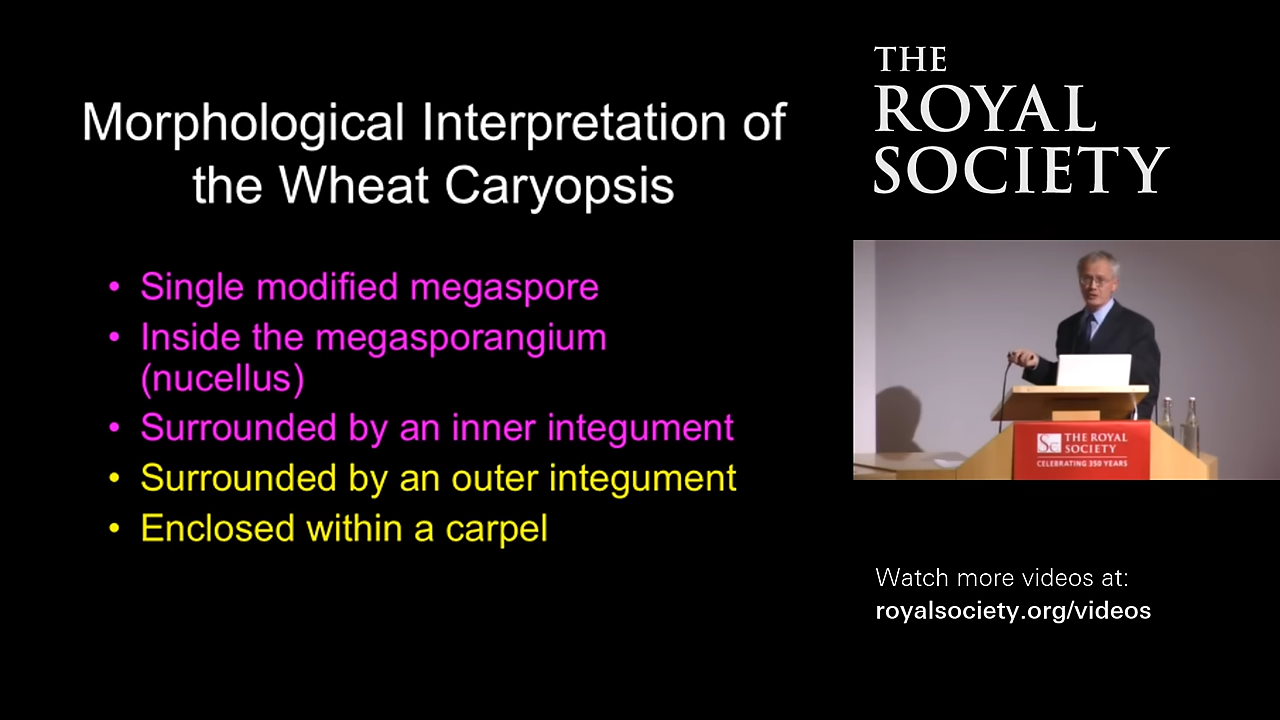 Morphological Interpretation of
the Wheat Caryopsis
• Single modified megaspore
• Inside the megasporangium
(nucellus)
• Surrounded by an inner integument
• Surrounded by an outer integument
• Enclosed within a carpel
THE
ROYAL
SOCIETY
THE ROYAL
SOCIETY
CELEBRATING 350 YEARS
Watch more videos at:
royalsociety.org/videos